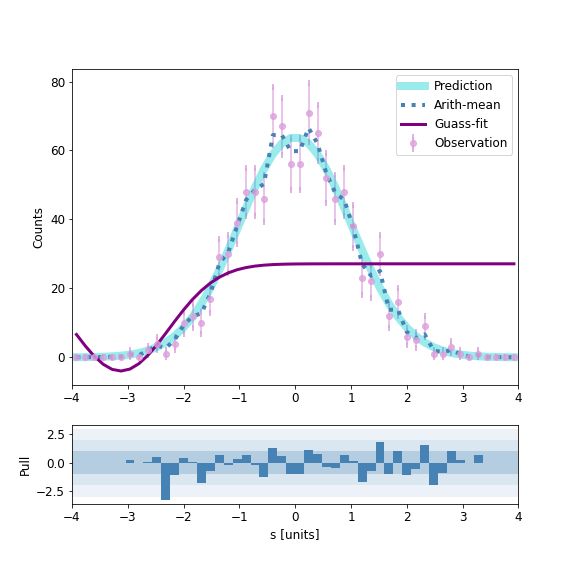 80
60
40
20
0
Counts
Prediction
Arith-mean
Guass-fit
Observation
−4 −3 −2 −1 0 1 2 3 4
2.5
0.0
−2.5
Pull
−4 −3 −2 −1 0 1 2 3 4
s [units]